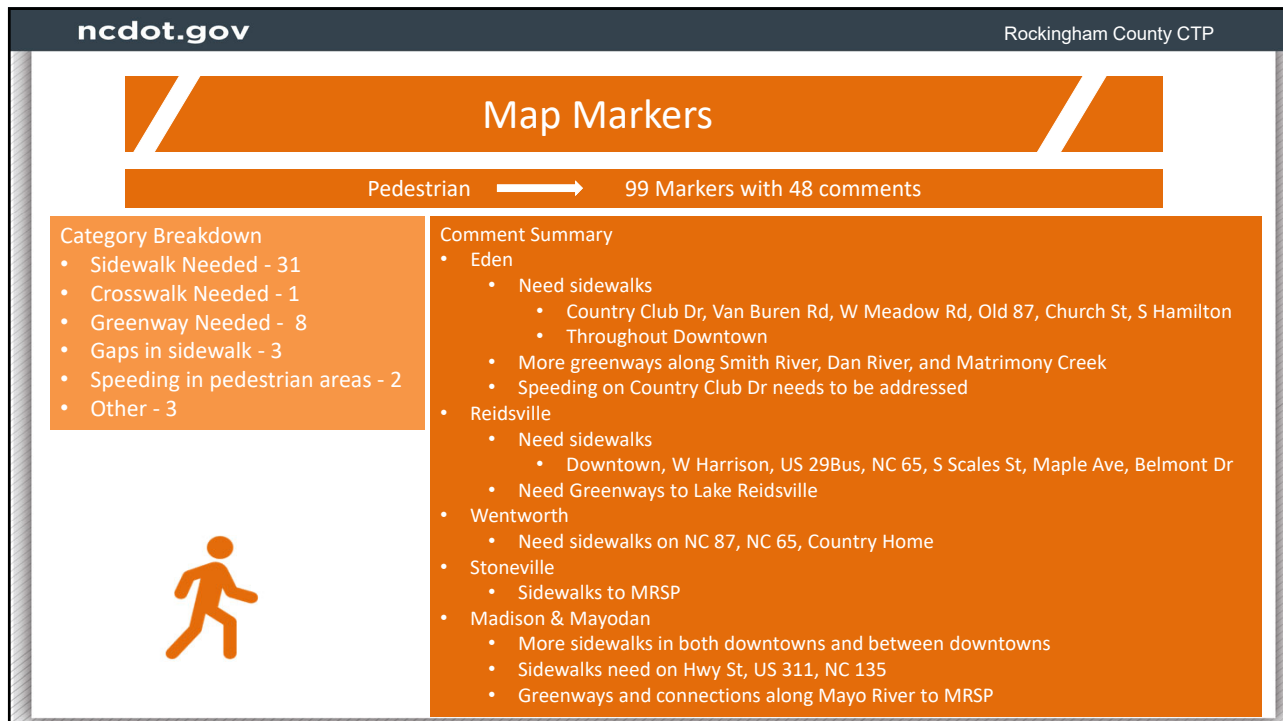 ncdot.gov
Rockingham County CTP
Map Markers
Pedestrian 99 Markers with 48 comments
Category Breakdown
• Sidewalk Needed - 31
• Crosswalk Needed - 1
• Greenway Needed - 8
• Gaps in sidewalk - 3
• Speeding in pedestrian areas - 2
• Other - 3
Comment Summary
• Eden
• Need sidewalks
• Country Club Dr, Van Buren Rd, W Meadow Rd, Old 87, Church St, S Hamilton
• Throughout Downtown
• More greenways along Smith River, Dan River, and Matrimony Creek
• Speeding on Country Club Dr needs to be addressed
• Reidsville
• Need sidewalks
• Downtown, W Harrison, US 29Bus, NC 65, S Scales St, Maple Ave, Belmont Dr
• Need Greenways to Lake Reidsville
• Wentworth
• Need sidewalks on NC 87, NC 65, Country Home
• Stoneville
• Sidewalks to MRSP
• Madison & Mayodan
• More sidewalks in both downtowns and between downtowns
• Sidewalks need on Hwy St, US 311, NC 135
• Greenways and connections along Mayo River to MRSP